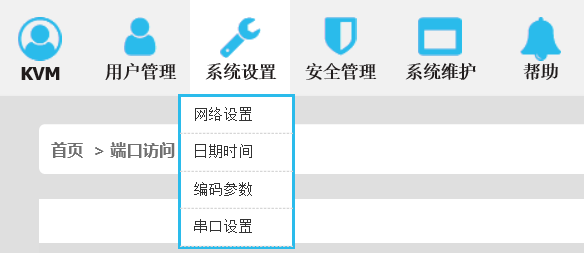 KVM 用户管理 系统设置 安全管理 系统维护 帮助
网络设置
首页 > 端口访问
日期时间
编码参数
串口设置